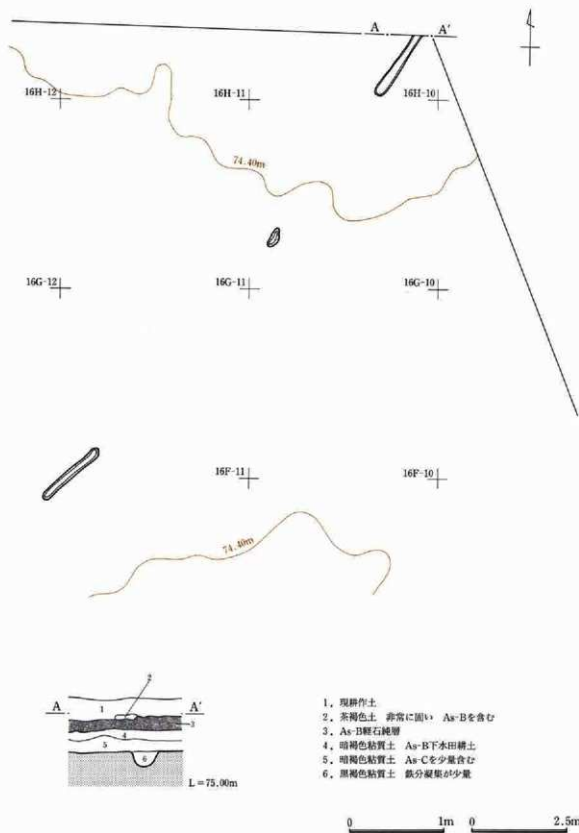 A A'
16H-12 16H-11 16H-10
74.40m
16G-12 16G-11 16G-10
16F-11 16F-10
74.40m
2
A 1 A'
3
4
5
6
L=75.00m
1, 現耕作土
2, 茶褐色土 非常に固い As-Bを含む
3, As-B軽石純層
4, 暗褐色粘質土 As-B下水田耕土
5, 暗褐色粘質土 As-Cを少量含む
6, 黒褐色粘質土 鉄分凝集が少量
0 1m 0 2.5m